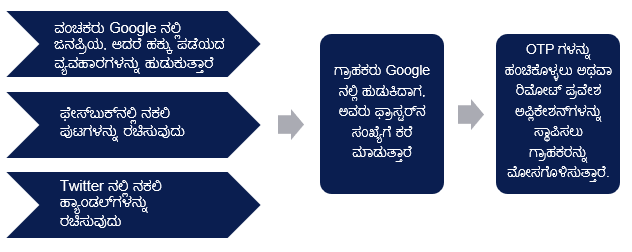 ವಂಚಕರು Google ನಲ್ಲಿ
ಜನಪ್ರಿಯ, ಆದರೆ ಹಕ್ಕು ಪಡೆಯದ
ವ್ಯವಹಾರಗಳನ್ನು ಹುಡುಕುತ್ತಾರೆ
ಫೇಸ್‌ಬುಕ್‌ನಲ್ಲಿ ನಕಲಿ
ಪುಟಗಳನ್ನು ರಚಿಸುವುದು
Twitter ನಲ್ಲಿ ನಕಲಿ
ಹ್ಯಾಂಡಲ್‌ಗಳನ್ನು
ರಚಿಸುವುದು
ಗ್ರಾಹಕರು Google
ನಲ್ಲಿ ಹುಡುಕಿದಾಗ,
ಅವರು ಫ್ರಾಸ್ಟರ್‌ನ
ಸಂಖ್ಯೆಗೆ ಕರೆ
ಮಾಡುತ್ತಾರೆ
OTP ಗಳನ್ನು
ಹಂಚಿಕೊಳ್ಳಲು ಅಥವಾ
ರಿಮೋಟ್ ಪ್ರವೇಶ
ಅಪ್ಲಿಕೇಶನ್‌ಗಳನ್ನು
ಸ್ಥಾಪಿಸಲು
ಗ್ರಾಹಕರನ್ನು
ಮೋಸಗೊಳಿಸುತ್ತಾರೆ.